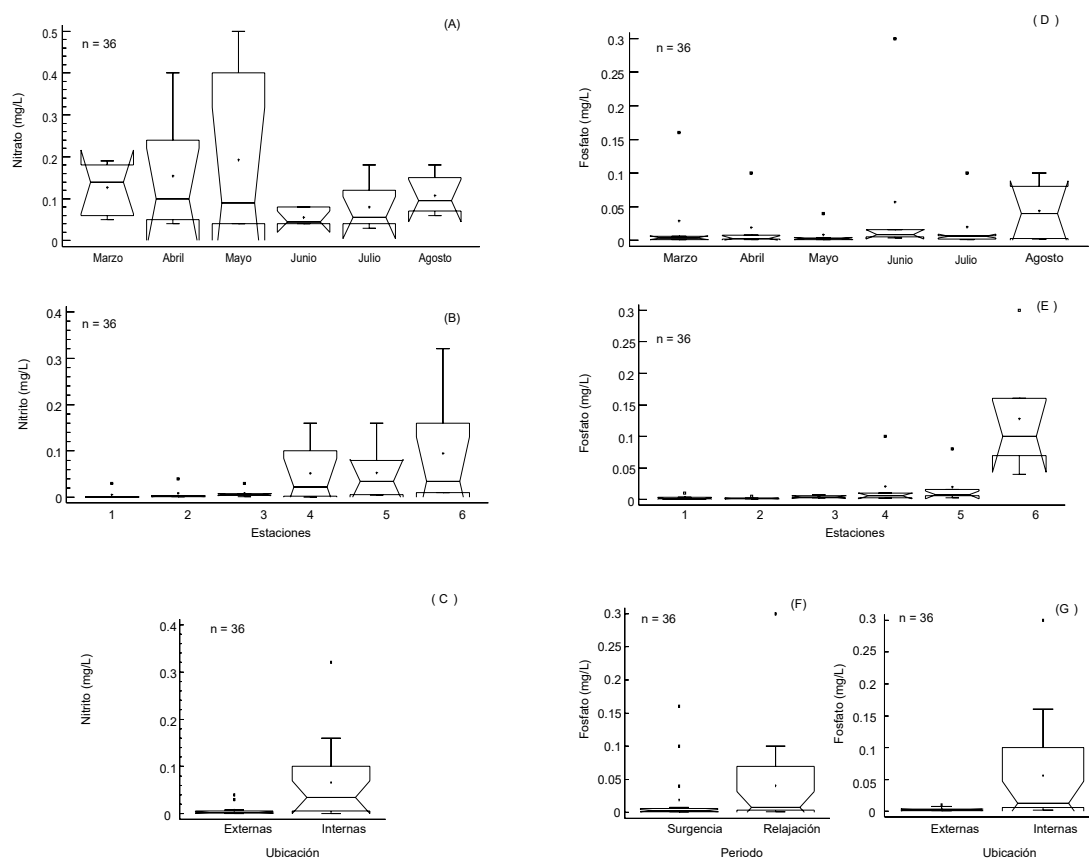 (A)
n = 36
Nitrato (mg/L)
0.5
0.4
0.3
0.2
0.1
0
Marzo Abril Mayo Junio Julio Agosto
(B)
n = 36
Nitrito (mg/L)
0.4
0.3
0.2
0.1
0
1 2 3 4 5 6
Estaciones
( C )
n = 36
Nitrito (mg/L)
0.4
0.3
0.2
0.1
0
Externas Internas
Ubicación
( D )
n = 36
Fosfato (mg/L)
0.3
0.25
0.2
0.15
0.1
0.05
0
Marzo Abril Mayo Junio Julio Agosto
(E )
n = 36
Fosfato (mg/L)
0.3
0.2
0.15
0.1
0.05
0
1 2 3 4 5 6
Estaciones
(F)
n = 36
Fosfato (mg/L)
0.3
0.25
0.2
0.15
0.1
0.05
0
Surgencia Relajación
Periodo
(G)
n = 36
Fosfato (mg/L)
0.3
0.25
0.2
0.15
0.1
0.05
0
Externas Internas
Ubicación